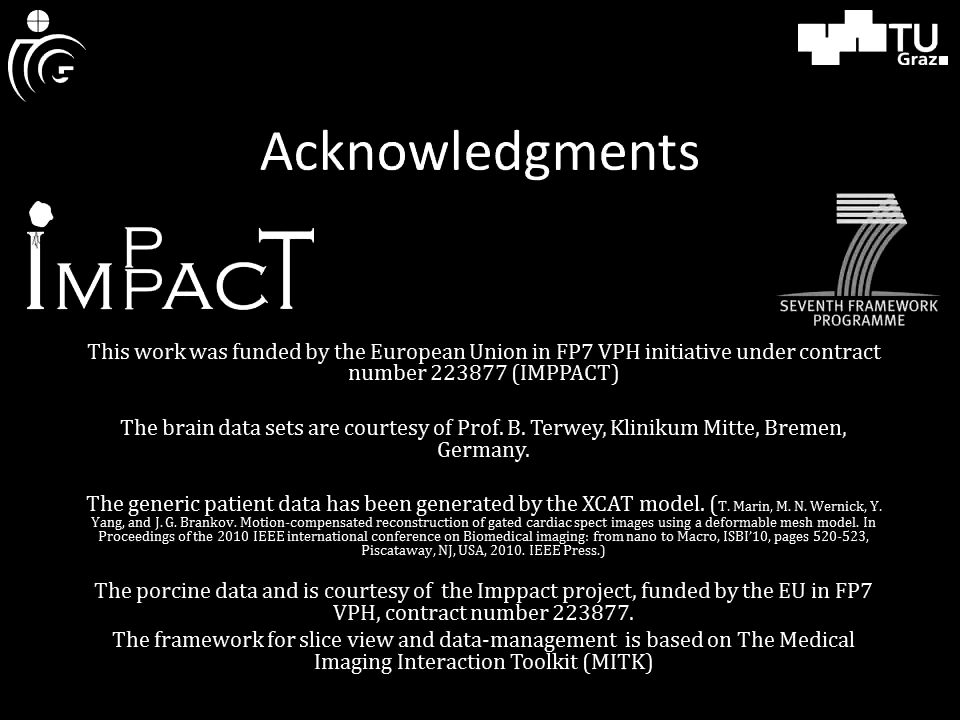 TU
Graz
Acknowledgments
IMPPACT
7
SEVENTH FRAMEWORK
PROGRAMME
This work was funded by the European Union in FP7 VPH initiative under contract
number 223877 (IMPPACT)
The brain data sets are courtesy of Prof. B. Terwey, Klinikum Mitte, Bremen,
Germany.
The generic patient data has been generated by the XCAT model. (T. Marin, M. N. Wernick, Y.
Yang, and J. G. Brankov. Motion-compensated reconstruction of gated cardiac spect images using a deformable mesh model. In
Proceedings of the 2010 IEEE international conference on Biomedical imaging: from nano to Macro, ISBI’10, pages 520-523,
Piscataway, NJ, USA, 2010. IEEE Press.)
The porcine data and is courtesy of the Imppact project, funded by the EU in FP7
VPH, contract number 223877.
The framework for slice view and data-management is based on The Medical
Imaging Interaction Toolkit (MITK)